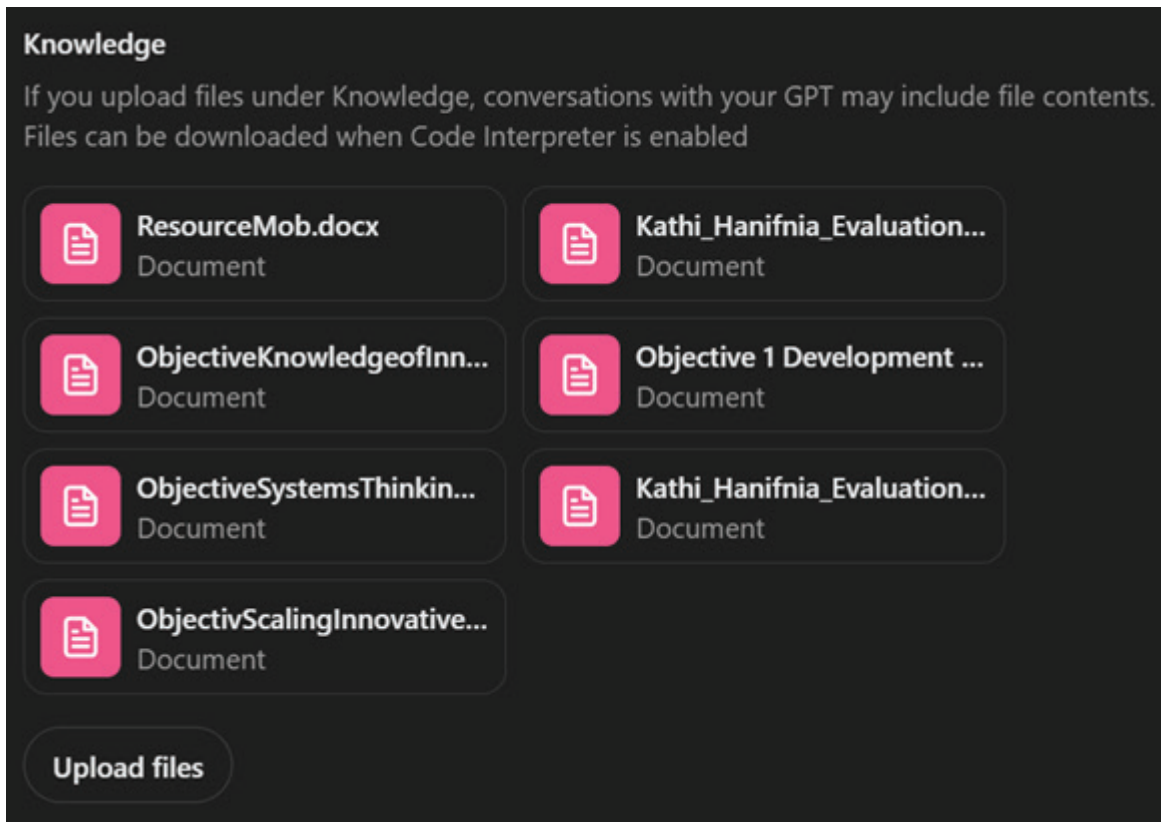 Knowledge
If you upload files under Knowledge, conversations with your GPT may include file contents.
Files can be downloaded when Code Interpreter is enabled
ResourceMob.docx
Document
Kathi_Hanifnia_Evaluation...
Document
ObjectiveKnowledgeofInn...
Document
Objective 1 Development ...
Document
ObjectiveSystemsThinkin...
Document
Kathi_Hanifnia_Evaluation...
Document
ObjectivScalingInnovative...
Document
Upload files